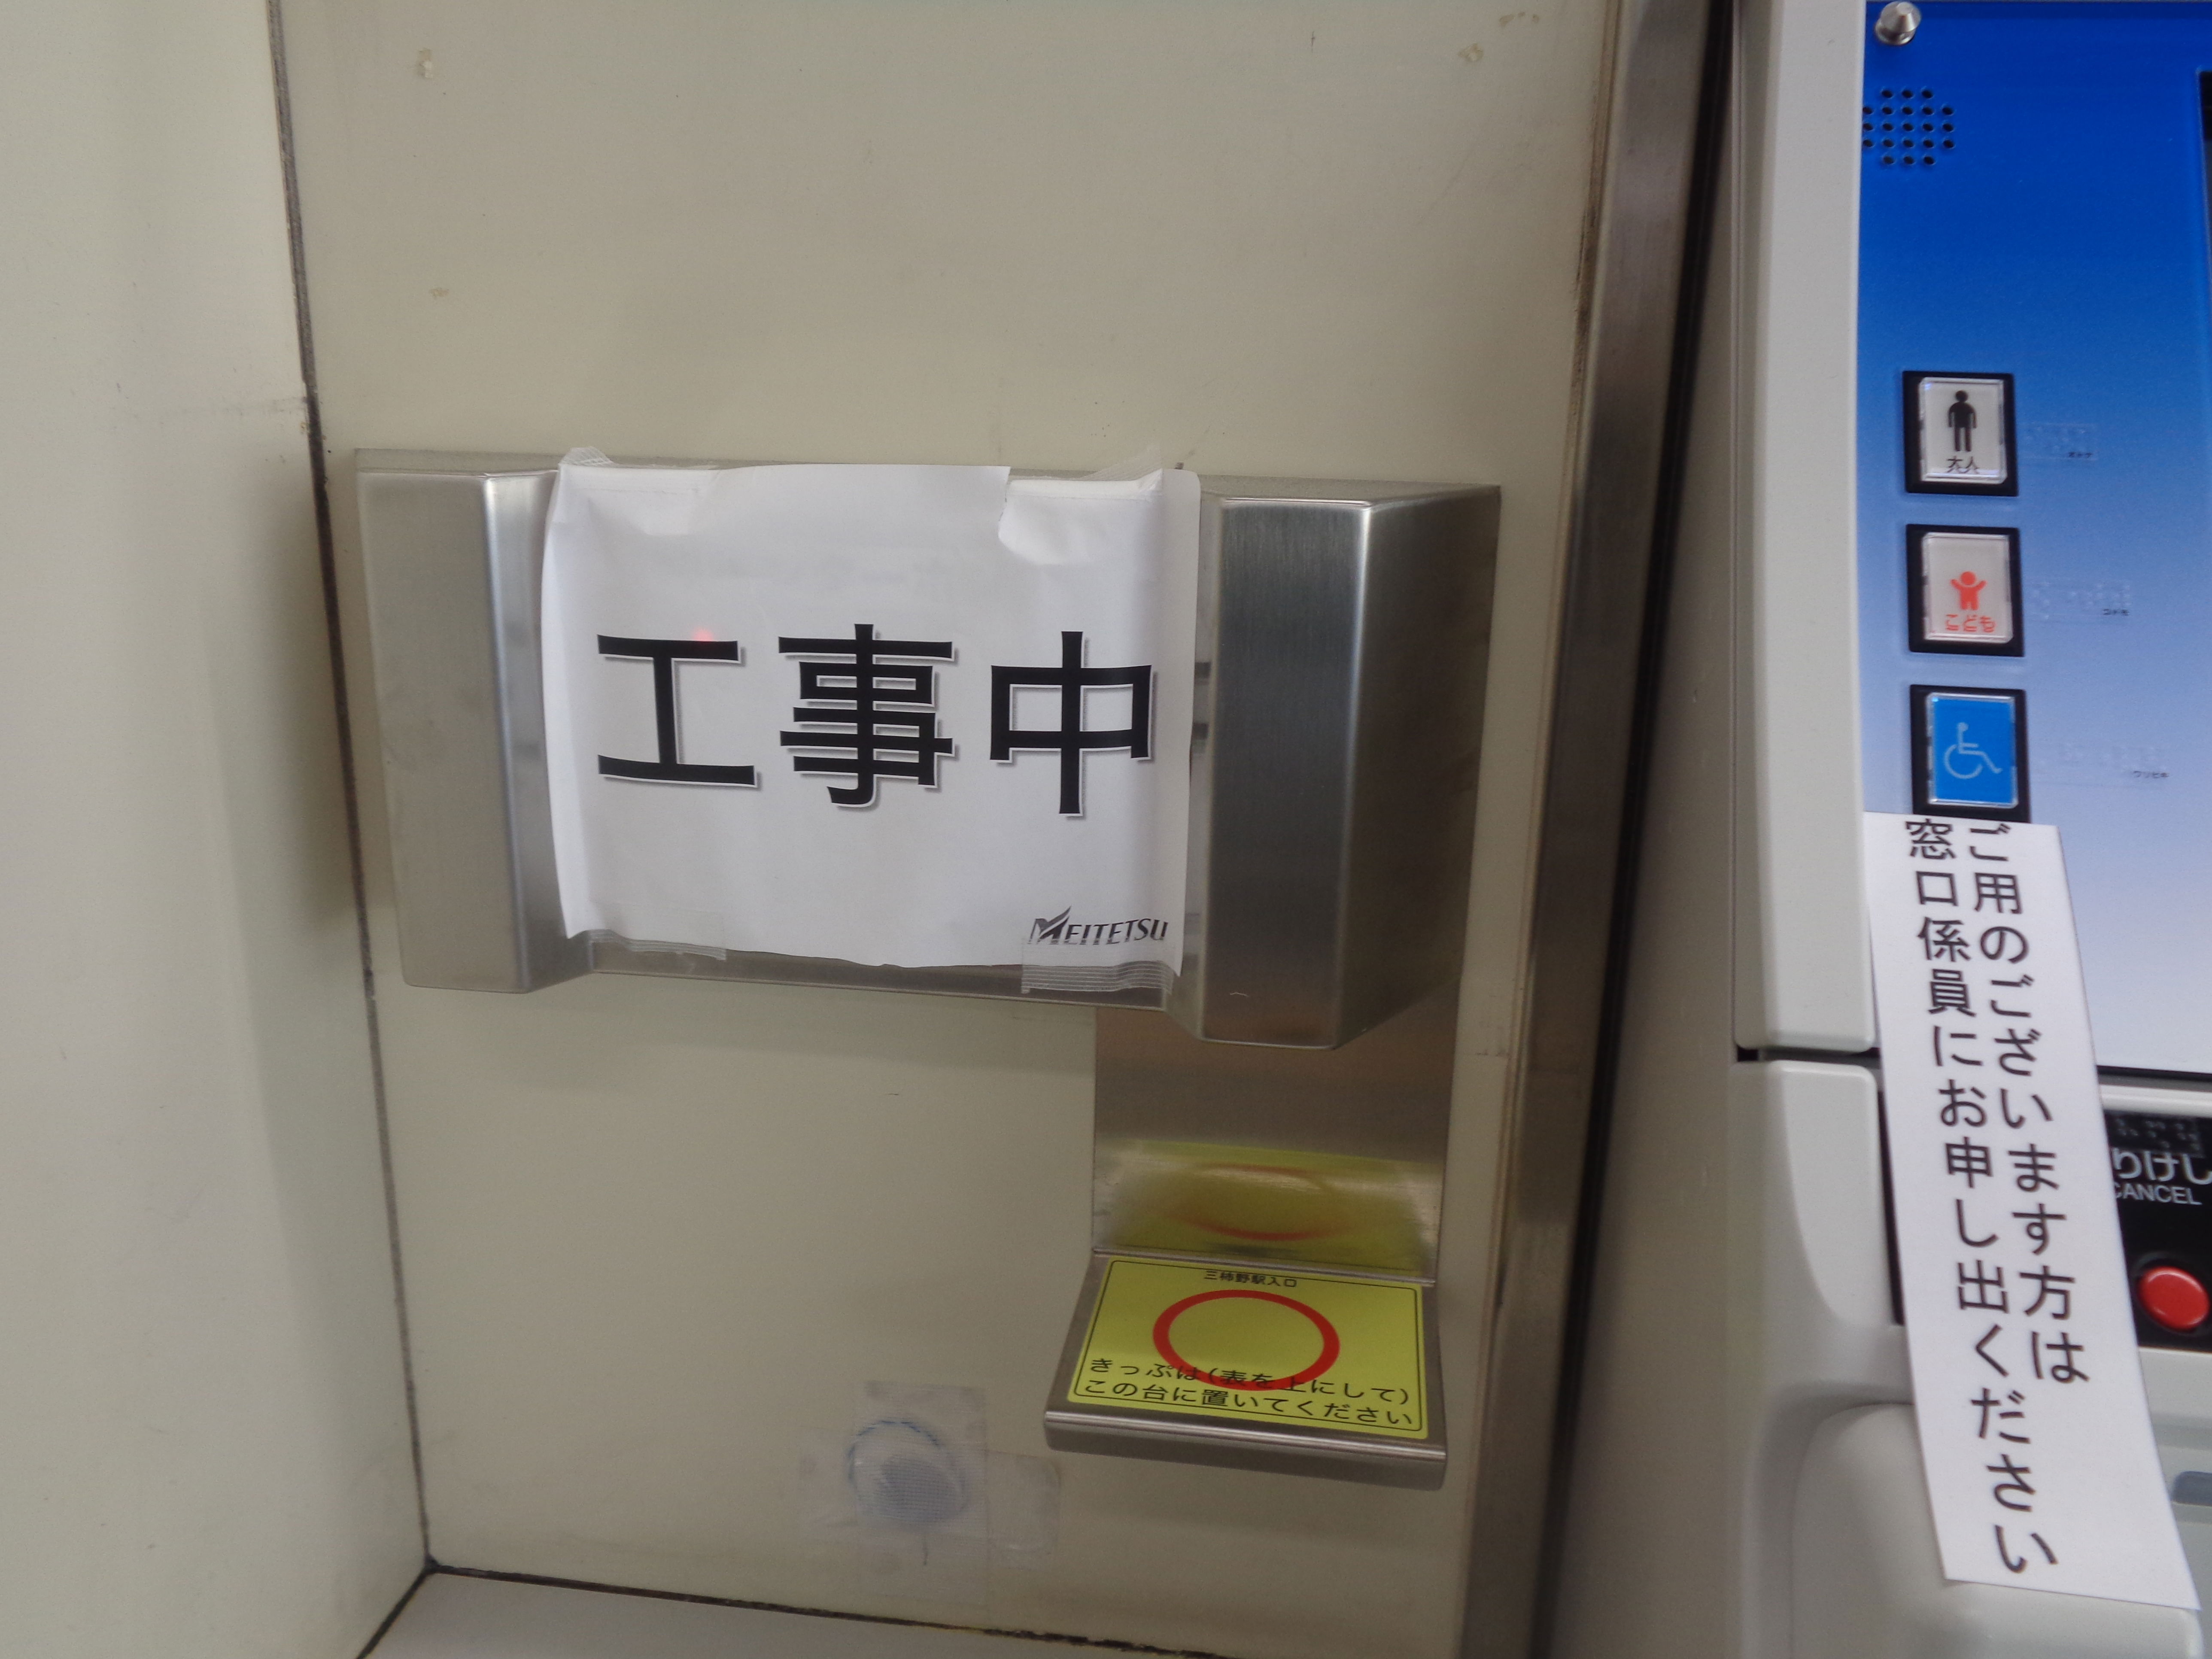 工事中
MEITETSU
三柿野駅入口
きっぷは(表を上にして)
この台に置いてください
大人
こども
ご用のございます方は
窓口係員にお申し出ください
りけし
CANCEL